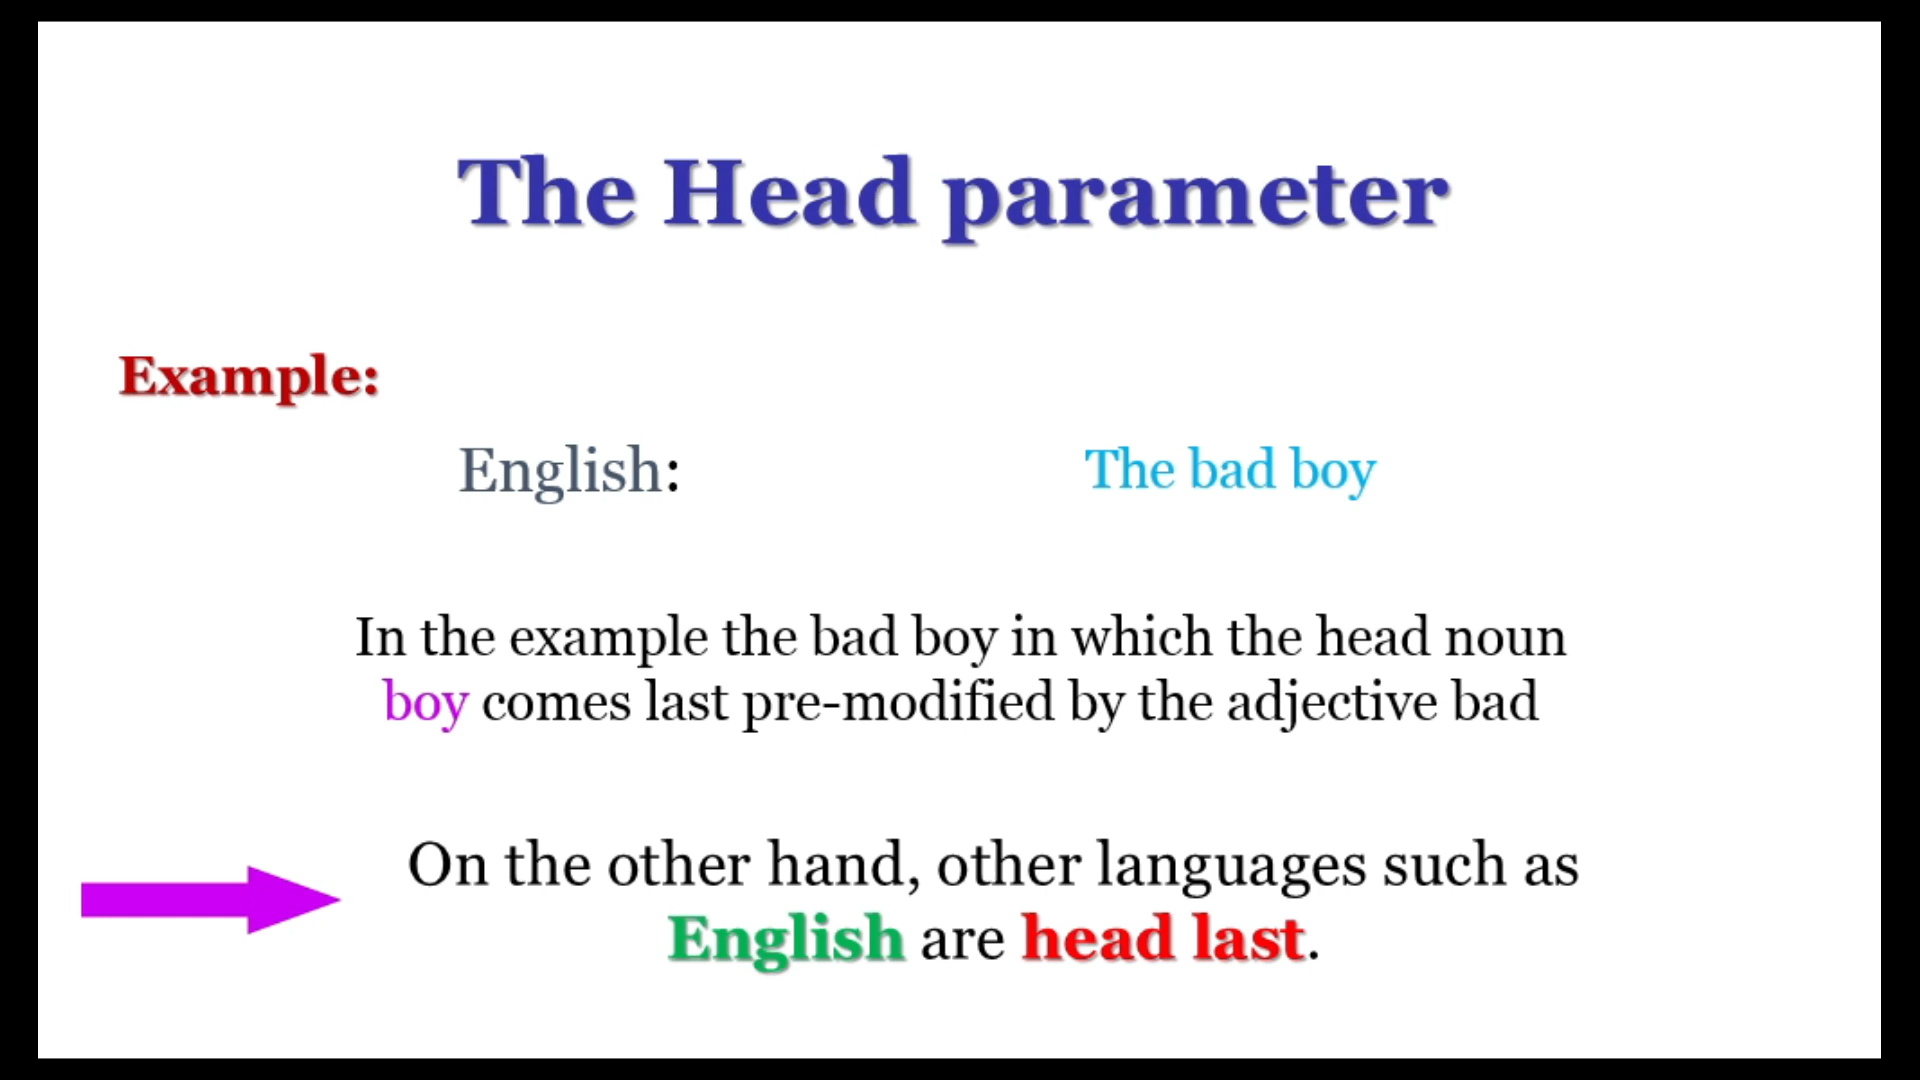 The Head parameter
Example:
English:
The bad boy
In the example the bad boy in which the head noun
boy comes last pre-modified by the adjective bad
On the other hand, other languages such as
English are head last.